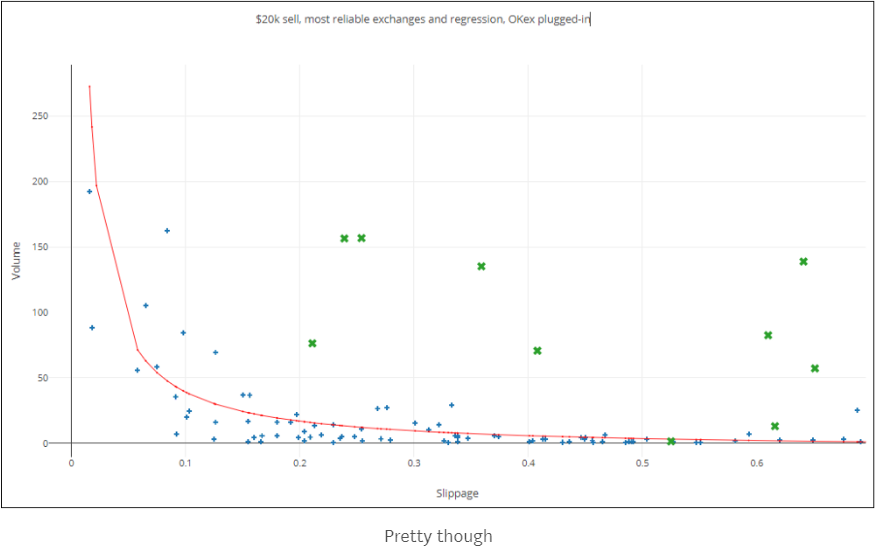 $20k sell, most reliable exchanges and regression, OKex plugged-in
250
200
150
100
50
0
Volume
0 0.1 0.2 0.3 0.4 0.5 0.6
Slippage
Pretty though